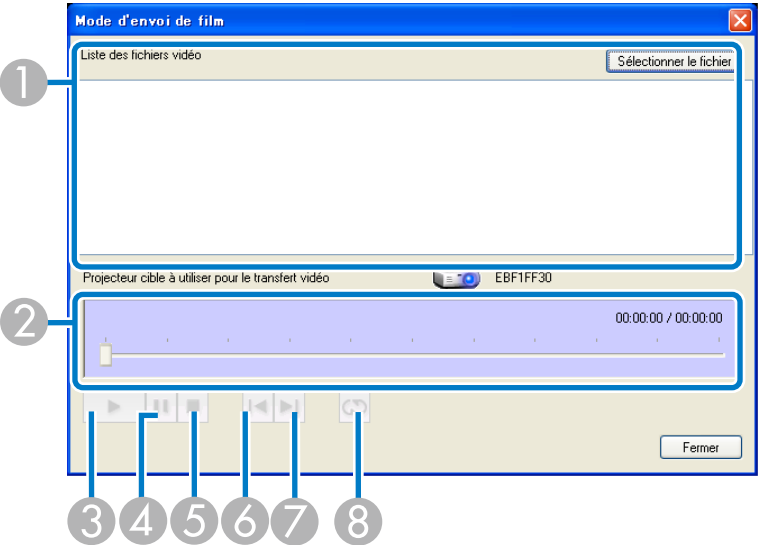 Mode d'envoi de film
Liste des fichiers vidéo
Sélectionner le fichier
1
Projecteur cible à utiliser pour le transfert vidéo
EBF1FF30
2
00:00:00 / 00:00:00
Fermer
3 4 5 6 7 8